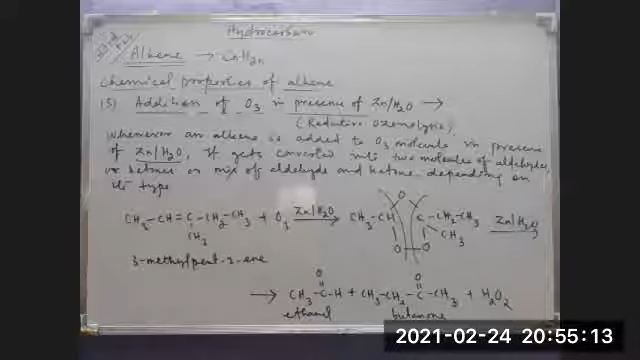 Hydrocarbon
Alkene → CnH2n
Chemical properties of alkene
(5) Addition of O3 in presence of Zn/H2O →
(Reductive ozonolysis)
Whenever an alkene is added to O3 molecule in presence
of Zn/H2O, It gets converted into two molecules of aldehydes
or ketones or mix of aldehyde and ketone depending on
its type
CH3-CH=C-CH2-CH3 + O3 Zn/H2O → CH3-CH O C-CH2-CH3 Zn/H2O →
CH3 CH3
O-O
3-methylpent-2-ene
O O
→ CH3-C-H + CH3-CH2-C-CH3 + H2O2
ethanal butanone
2021-02-24 20:55:13